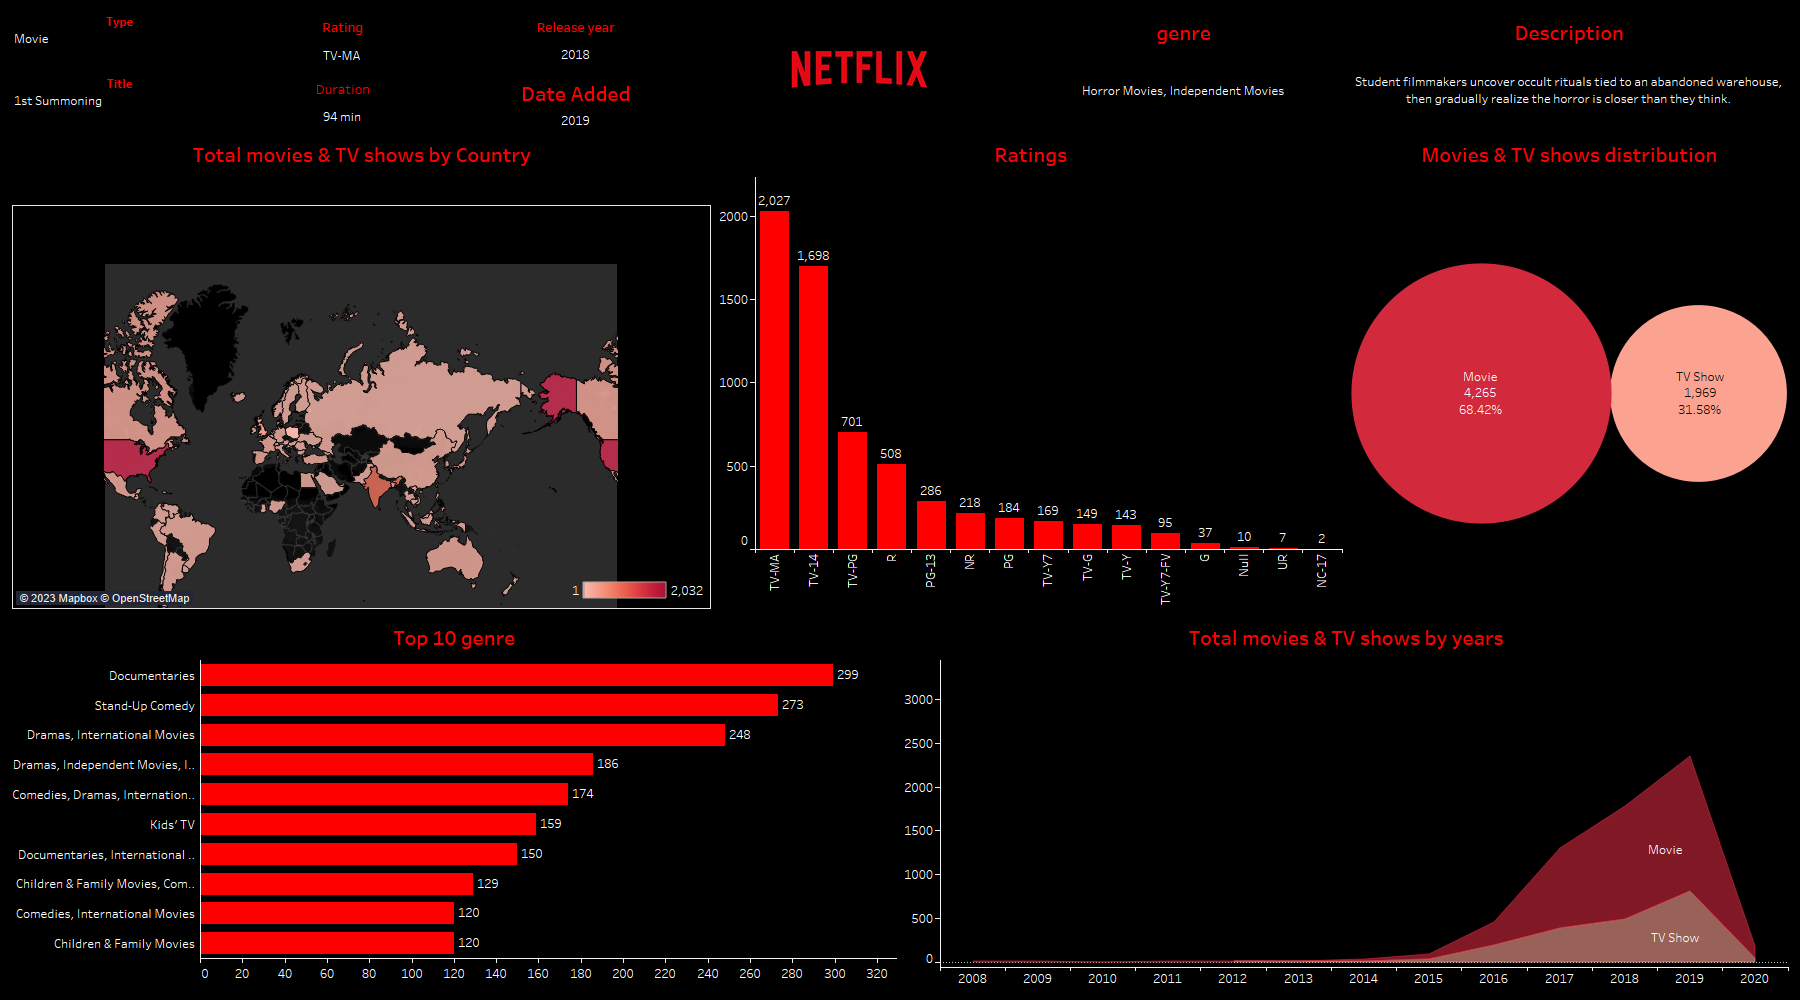 Type
Movie
Title
1st Summoning
Rating
TV-MA
Duration
94 min
Release year
2018
Date Added
2019
NETFLIX
genre
Horror Movies, Independent Movies
Description
Student filmmakers uncover occult rituals tied to an abandoned warehouse,
then gradually realize the horror is closer than they think.
Total movies & TV shows by Country
© 2023 Mapbox © OpenStreetMap
1
2,032
Ratings
2000
1500
1000
500
0
2,027
1,698
701
508
286
218
184
169
149
143
95
37
10
7
2
TV-MA
TV-14
TV-PG
R
PG-13
NR
PG
TV-Y7
TV-G
TV-Y
TV-Y7-FV
G
Null
UR
NC-17
Movies & TV shows distribution
Movie
4,265
68.42%
TV Show
1,969
31.58%
Top 10 genre
Documentaries 299
Stand-Up Comedy 273
Dramas, International Movies 248
Dramas, Independent Movies, I.. 186
Comedies, Dramas, Internation.. 174
Kids' TV 159
Documentaries, International .. 150
Children & Family Movies, Com.. 129
Comedies, International Movies 120
Children & Family Movies 120
0 20 40 60 80 100 120 140 160 180 200 220 240 260 280 300 320
Total movies & TV shows by years
3000
2500
2000
1500
1000
500
0
Movie
TV Show
2008 2009 2010 2011 2012 2013 2014 2015 2016 2017 2018 2019 2020